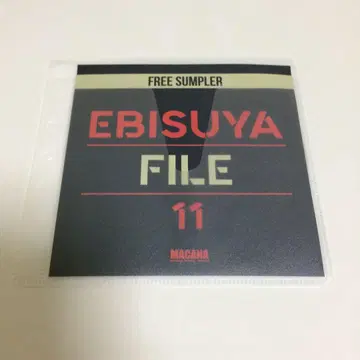 FREE SUMPLER
EBISUYA
FILE
11
MACANA